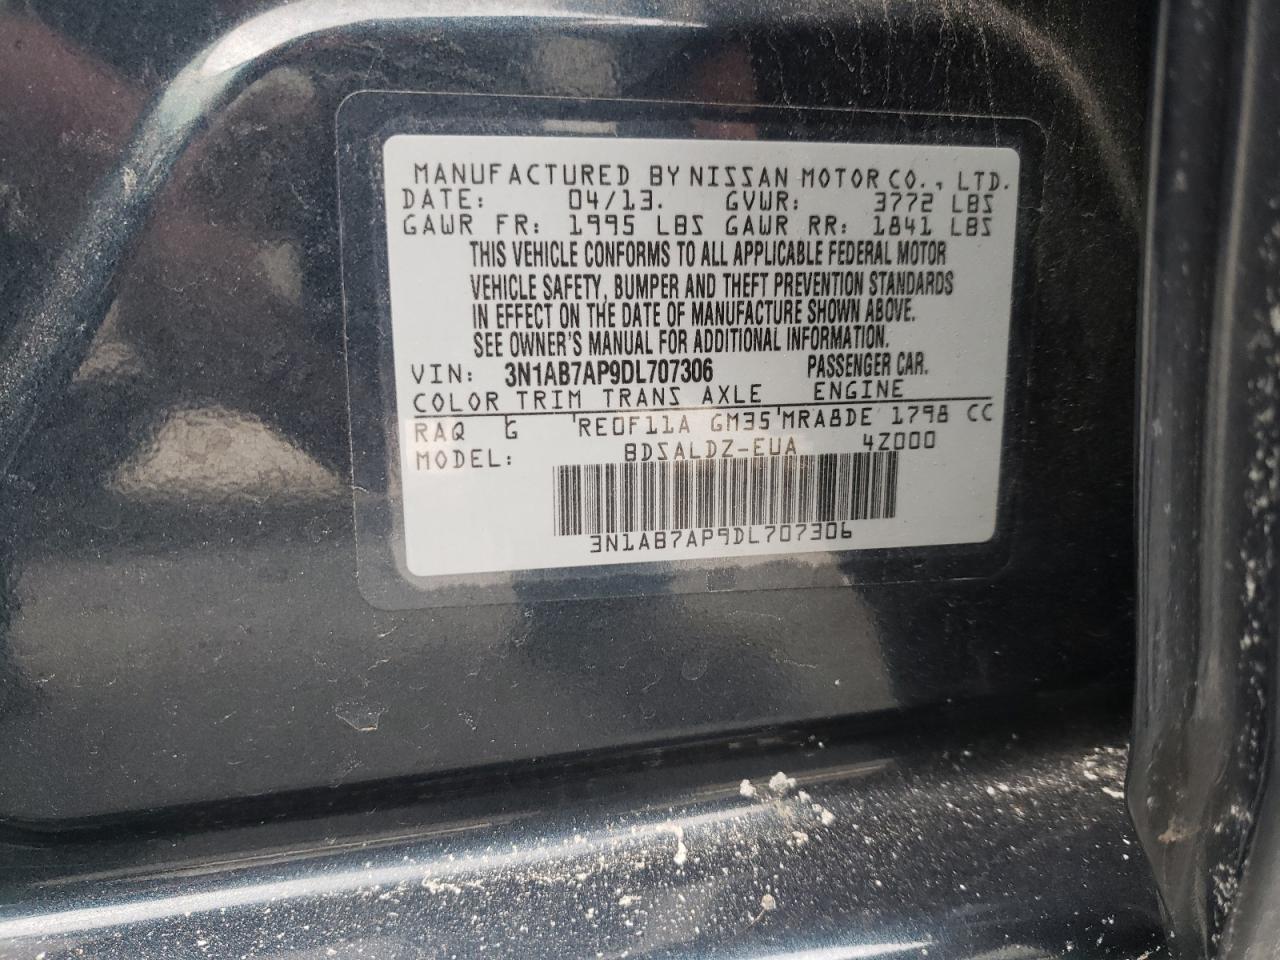 MANUFACTURED BY NISSAN MOTOR CO., LTD.
DATE: 04/13. GVWR: 3772 LBS
GAWR FR: 1995 LBS GAWR RR: 1841 LBS
THIS VEHICLE CONFORMS TO ALL APPLICABLE FEDERAL MOTOR
VEHICLE SAFETY, BUMPER AND THEFT PREVENTION STANDARDS
IN EFFECT ON THE DATE OF MANUFACTURE SHOWN ABOVE.
SEE OWNER'S MANUAL FOR ADDITIONAL INFORMATION.
VIN: 3N1AB7AP9DL707306 PASSENGER CAR.
COLOR TRIM TRANS AXLE ENGINE
RAQ G RE0F11A GM35 MRA8DE 1798 CC
MODEL: BDSALDZ-EUA 4Z000
3N1AB7AP9DL707306